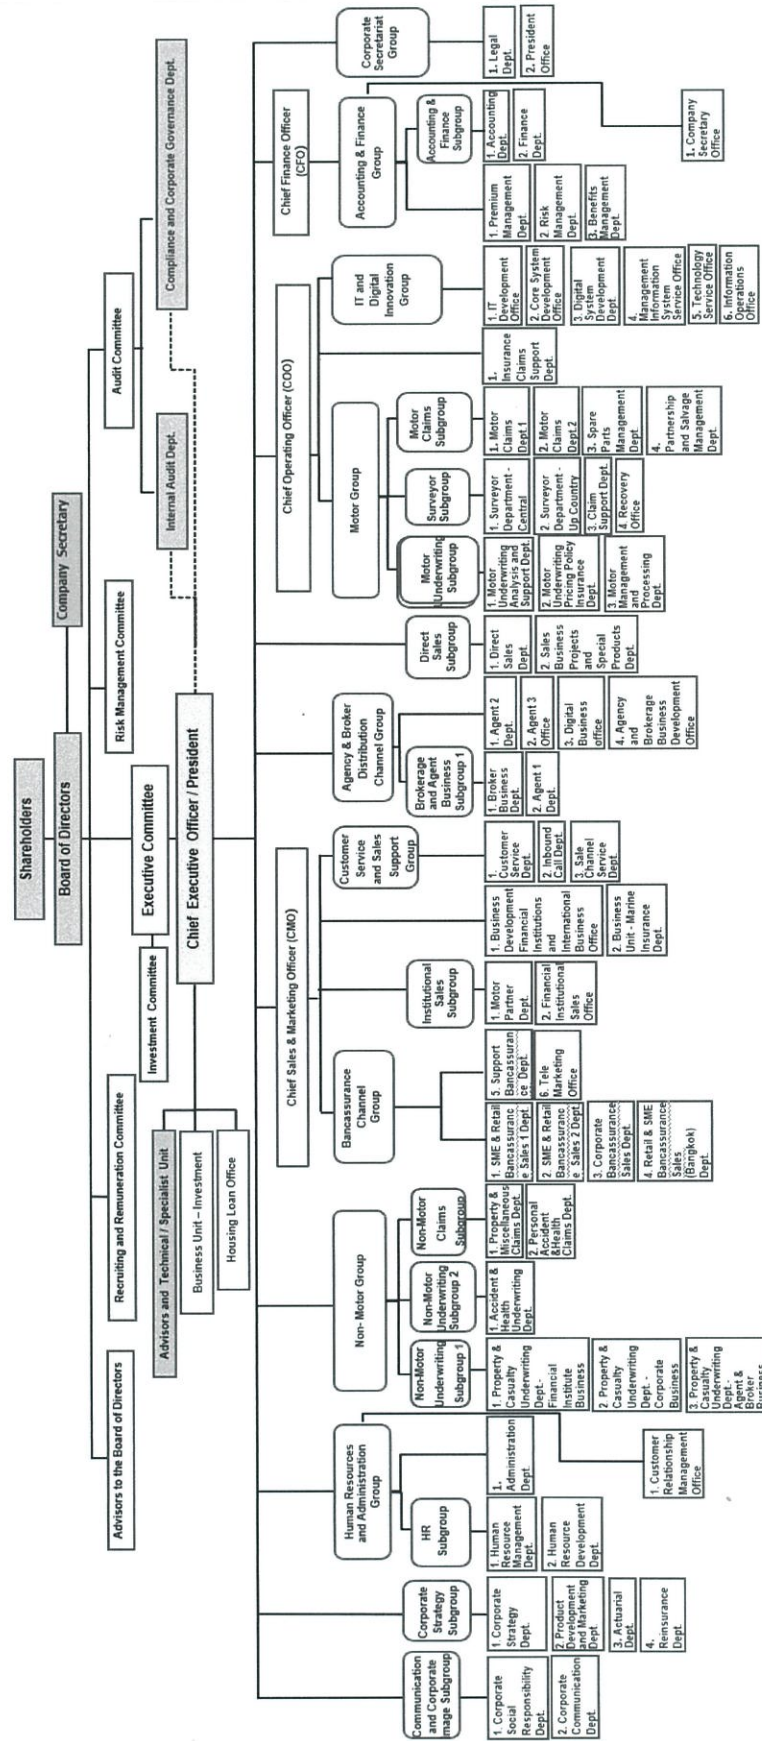 Shareholders
Board of Directors
Company Secretary
Advisors to the Board of Directors
Recruiting and Remuneration Committee
Executive Committee
Risk Management Committee
Audit Committee
Investment Committee
Internal Audit Dept.
Compliance and Corporate Governance Dept.
Chief Executive Officer / President
Advisors and Technical / Specialist Unit
Business Unit – Investment
Housing Loan Office
Communication
and Corporate
mage Subgroup
1. Corporate
Social
Responsibility
Dept.
2. Corporate
Communication
Dept.
Corporate
Strategy
Subgroup
1. Corporate
Strategy
Dept.
2. Product
Development
and Marketing
Dept.
3. Actuarial
Dept.
4.
Reinsurance
Dept.
Human Resources
and Administration
Group
HR
Subgroup
1. Human
Resource
Management
Dept.
2. Human
Resource
Development
Dept.
1.
Administration
Dept.
1. Customer
Relationship
Management
Office
Non- Motor Group
Non-Motor
Underwriting
Subgroup 1
1. Property &
Casualty
Underwriting
Dept.-
Financial
Institute
Business
2. Property &
Casualty
Underwriting
Dept. -
Corporate
Business
3. Property &
Casualty
Underwriting
Dept.-
Agent &
Broker
Business
Non-Motor
Underwriting
Subgroup 2
1. Accident &
Health
Underwriting
Dept.
Non-Motor
Claims
Subgroup
1. Property &
Miscellaneous
Claims Dept.
2. Personal
Accident
&Health
Claims Dept.
Chief Sales & Marketing Officer (CMO)
Bancassurance
Channel
Group
1. SME & Retail
Bancassuranc
e Sales 1 Dept.
2. SME & Retail
Bancassuranc
e Sales 2 Dept.
3. Corporate
Bancassurance
Sales Dept.
4. Retail & SME
Bancassurance
Sales
(Bangkok)
Dept.
5. Support
Bancassuran
ce Dept.
6. Tele
Marketing
Office
Institutional
Sales
Subgroup
1. Motor
Partner
Dept.
2. Financial
Institutional
Sales
Office
1. Business
Development
Financial
Institutions
and
International
Business
Office
2. Business
Unit - Marine
Insurance
Dept.
Customer
Service
and Sales
Support
Group
1.
Customer
Service
Dept.
2. Inbound
Call Dept.
3. Sale
Channel
Service
Dept.
Agency & Broker
Distribution
Channel Group
Brokerage
and Agent
Business
Subgroup 1
1. Broker
Business
Dept.
2. Agent 1
Dept.
1. Agent 2
Dept.
2. Agent 3
Office
3. Digital
Business
office
4. Agency
and
Brokerage
Business
Development
Office
Direct
Sales
Subgroup
1. Direct
Sales
Dept.
2. Sales
Business
Projects
and
Special
Products
Dept.
Chief Operating Officer (COO)
Motor Group
Motor
Underwriting
Subgroup
1. Motor
Underwriting
Analysis and
Support Dept.
2. Motor
Underwriting
Pricing Policy
Insurance
Dept.
3. Motor
Management
and
Processing
Dept.
Surveyor
Subgroup
1. Surveyor
Department -
Central
2. Surveyor
Department -
Up Country
3. Claim
Support Dept.
4. Recovery
Office
Motor
Claims
Subgroup
1. Motor
Claims
Dept.1
2. Motor
Claims
Dept.2
3. Spare
Parts
Management
Dept.
4.
Partnership
and Salvage
Management
Dept.
1.
Insurance
Claims
Support
Dept.
IT and
Digital
Innovation
Group
1. IT
Development
Office
2. Core System
Development
Office
3. Digital
System
Development
Dept.
4.
Management
Information
System
Service Office
5. Technology
Service Office
6. Information
Operations
Office
Chief Finance Officer
(CFO)
Accounting & Finance
Group
1. Premium
Management
Dept.
2. Risk
Management
Dept.
3. Benefits
Management
Dept.
Accounting &
Finance
Subgroup
1. Accounting
Dept.
2. Finance
Dept.
1. Company
Secretary
Office
Corporate
Secretariat
Group
1. Legal
Dept.
2. President
Office